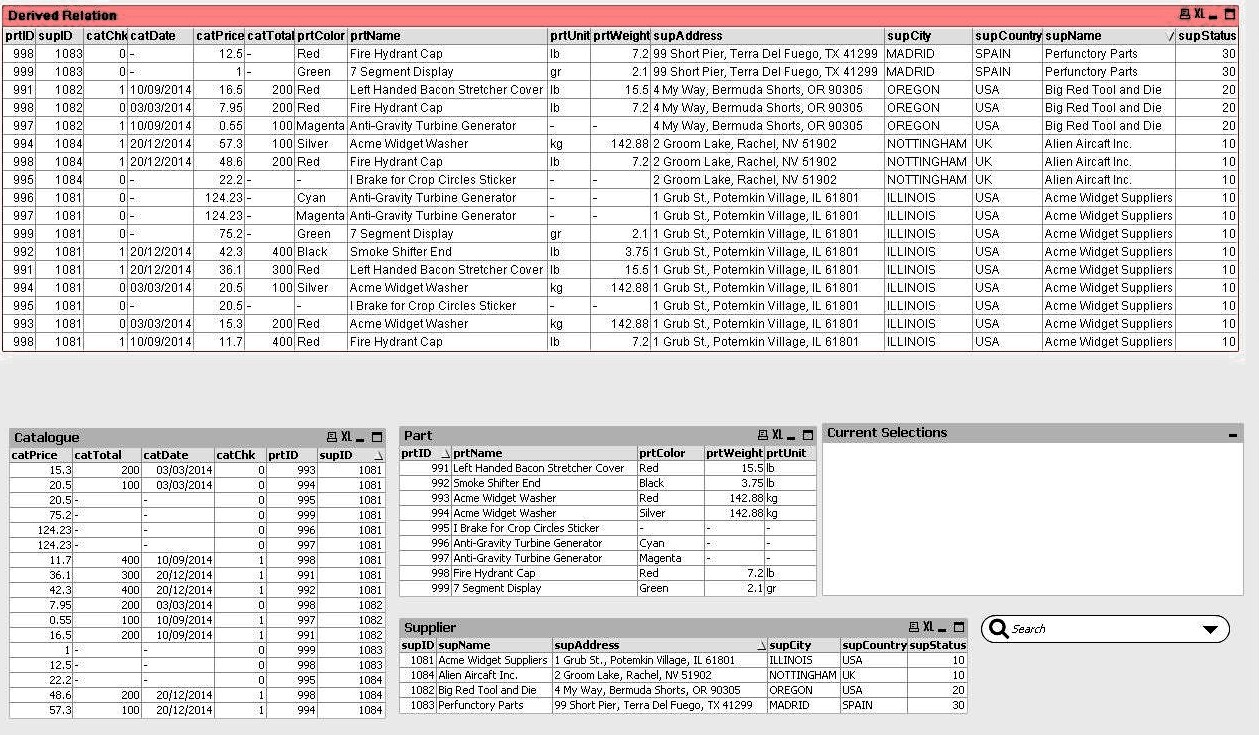 Derived Relation XL
prtID supID catChk catDate catPrice catTotal prtColor prtName prtUnit prtWeight supAddress supCity supCountry supName supStatus
998 1083 0 - 12.5 - Red Fire Hydrant Cap lb 7.2 99 Short Pier, Terra Del Fuego, TX 41299 MADRID SPAIN Perfunctory Parts 30
999 1083 0 - 1 - Green 7 Segment Display gr 2.1 99 Short Pier, Terra Del Fuego, TX 41299 MADRID SPAIN Perfunctory Parts 30
991 1082 1 10/09/2014 16.5 200 Red Left Handed Bacon Stretcher Cover lb 15.5 4 My Way, Bermuda Shorts, OR 90305 OREGON USA Big Red Tool and Die 20
998 1082 0 03/03/2014 7.95 200 Red Fire Hydrant Cap lb 7.2 4 My Way, Bermuda Shorts, OR 90305 OREGON USA Big Red Tool and Die 20
997 1082 1 10/09/2014 0.55 100 Magenta Anti-Gravity Turbine Generator - - 4 My Way, Bermuda Shorts, OR 90305 OREGON USA Big Red Tool and Die 20
994 1084 1 20/12/2014 57.3 100 Silver Acme Widget Washer kg 142.88 2 Groom Lake, Rachel, NV 51902 NOTTINGHAM UK Alien Aircaft Inc. 10
998 1084 1 20/12/2014 48.6 200 Red Fire Hydrant Cap lb 7.2 2 Groom Lake, Rachel, NV 51902 NOTTINGHAM UK Alien Aircaft Inc. 10
995 1084 0 - 22.2 - - I Brake for Crop Circles Sticker - - 2 Groom Lake, Rachel, NV 51902 NOTTINGHAM UK Alien Aircaft Inc. 10
996 1081 0 - 124.23 - Cyan Anti-Gravity Turbine Generator - - 1 Grub St., Potemkin Village, IL 61801 ILLINOIS USA Acme Widget Suppliers 10
997 1081 0 - 124.23 - Magenta Anti-Gravity Turbine Generator - - 1 Grub St., Potemkin Village, IL 61801 ILLINOIS USA Acme Widget Suppliers 10
999 1081 0 - 75.2 - Green 7 Segment Display gr 2.1 1 Grub St., Potemkin Village, IL 61801 ILLINOIS USA Acme Widget Suppliers 10
992 1081 1 20/12/2014 42.3 400 Black Smoke Shifter End lb 3.75 1 Grub St., Potemkin Village, IL 61801 ILLINOIS USA Acme Widget Suppliers 10
991 1081 1 20/12/2014 36.1 300 Red Left Handed Bacon Stretcher Cover lb 15.5 1 Grub St., Potemkin Village, IL 61801 ILLINOIS USA Acme Widget Suppliers 10
994 1081 0 03/03/2014 20.5 100 Silver Acme Widget Washer kg 142.88 1 Grub St., Potemkin Village, IL 61801 ILLINOIS USA Acme Widget Suppliers 10
995 1081 0 - 20.5 - - I Brake for Crop Circles Sticker - - 1 Grub St., Potemkin Village, IL 61801 ILLINOIS USA Acme Widget Suppliers 10
993 1081 0 03/03/2014 15.3 200 Red Acme Widget Washer kg 142.88 1 Grub St., Potemkin Village, IL 61801 ILLINOIS USA Acme Widget Suppliers 10
998 1081 1 10/09/2014 11.7 400 Red Fire Hydrant Cap lb 7.2 1 Grub St., Potemkin Village, IL 61801 ILLINOIS USA Acme Widget Suppliers 10
Catalogue XL
catPrice catTotal catDate catChk prtID supID
15.3 200 03/03/2014 0 993 1081
20.5 100 03/03/2014 0 994 1081
20.5 - - 0 995 1081
75.2 - - 0 999 1081
124.23 - - 0 996 1081
124.23 - - 0 997 1081
11.7 400 10/09/2014 1 998 1081
36.1 300 20/12/2014 1 991 1081
42.3 400 20/12/2014 1 992 1081
7.95 200 03/03/2014 0 998 1082
0.55 100 10/09/2014 1 997 1082
16.5 200 10/09/2014 1 991 1082
1 - - 0 999 1083
12.5 - - 0 998 1083
22.2 - - 0 995 1084
48.6 200 20/12/2014 1 998 1084
57.3 100 20/12/2014 1 994 1084
Part XL
prtID prtName prtColor prtWeight prtUnit
991 Left Handed Bacon Stretcher Cover Red 15.5 lb
992 Smoke Shifter End Black 3.75 lb
993 Acme Widget Washer Red 142.88 kg
994 Acme Widget Washer Silver 142.88 kg
995 I Brake for Crop Circles Sticker - - -
996 Anti-Gravity Turbine Generator Cyan - -
997 Anti-Gravity Turbine Generator Magenta - -
998 Fire Hydrant Cap Red 7.2 lb
999 7 Segment Display Green 2.1 gr
Supplier XL
supID supName supAddress supCity supCountry supStatus
1081 Acme Widget Suppliers 1 Grub St., Potemkin Village, IL 61801 ILLINOIS USA 10
1084 Alien Aircaft Inc. 2 Groom Lake, Rachel, NV 51902 NOTTINGHAM UK 10
1082 Big Red Tool and Die 4 My Way, Bermuda Shorts, OR 90305 OREGON USA 20
1083 Perfunctory Parts 99 Short Pier, Terra Del Fuego, TX 41299 MADRID SPAIN 30
Current Selections
Search